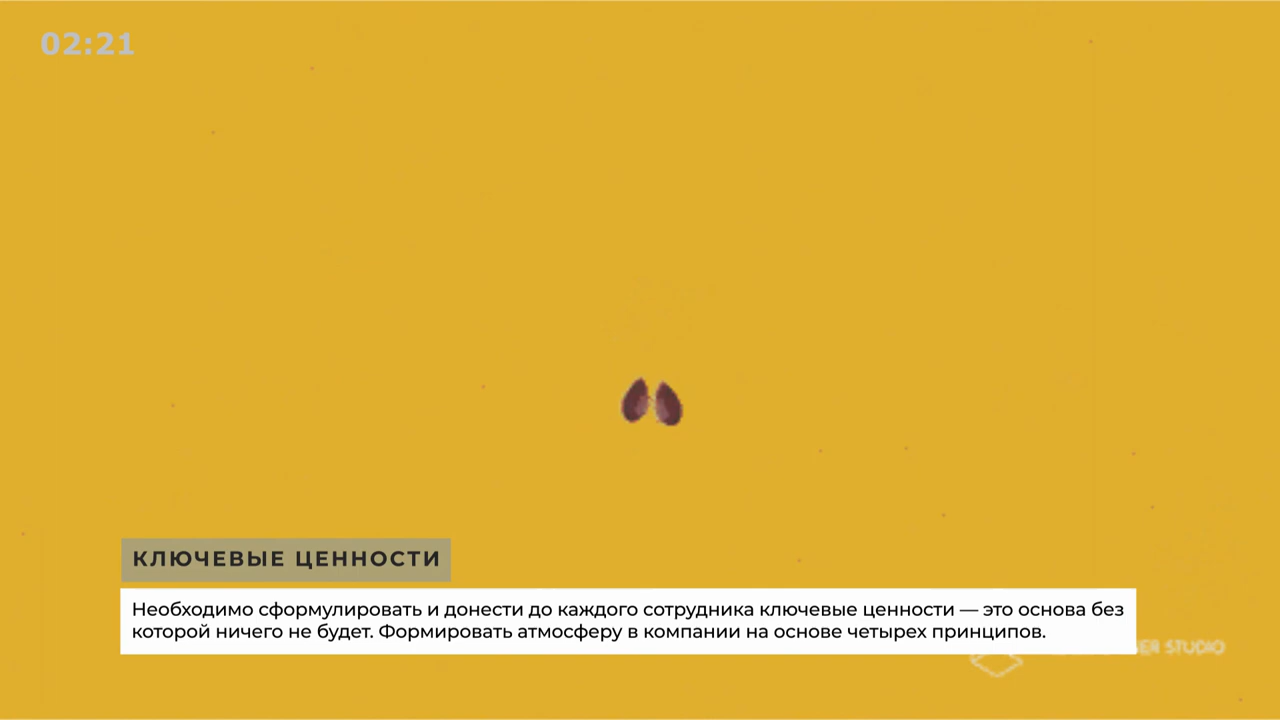 02:21
КЛЮЧЕВЫЕ ЦЕННОСТИ
Необходимо сформулировать и донести до каждого сотрудника ключевые ценности — это основа без
которой ничего не будет. Формировать атмосферу в компании на основе четырех принципов.
STUDIO